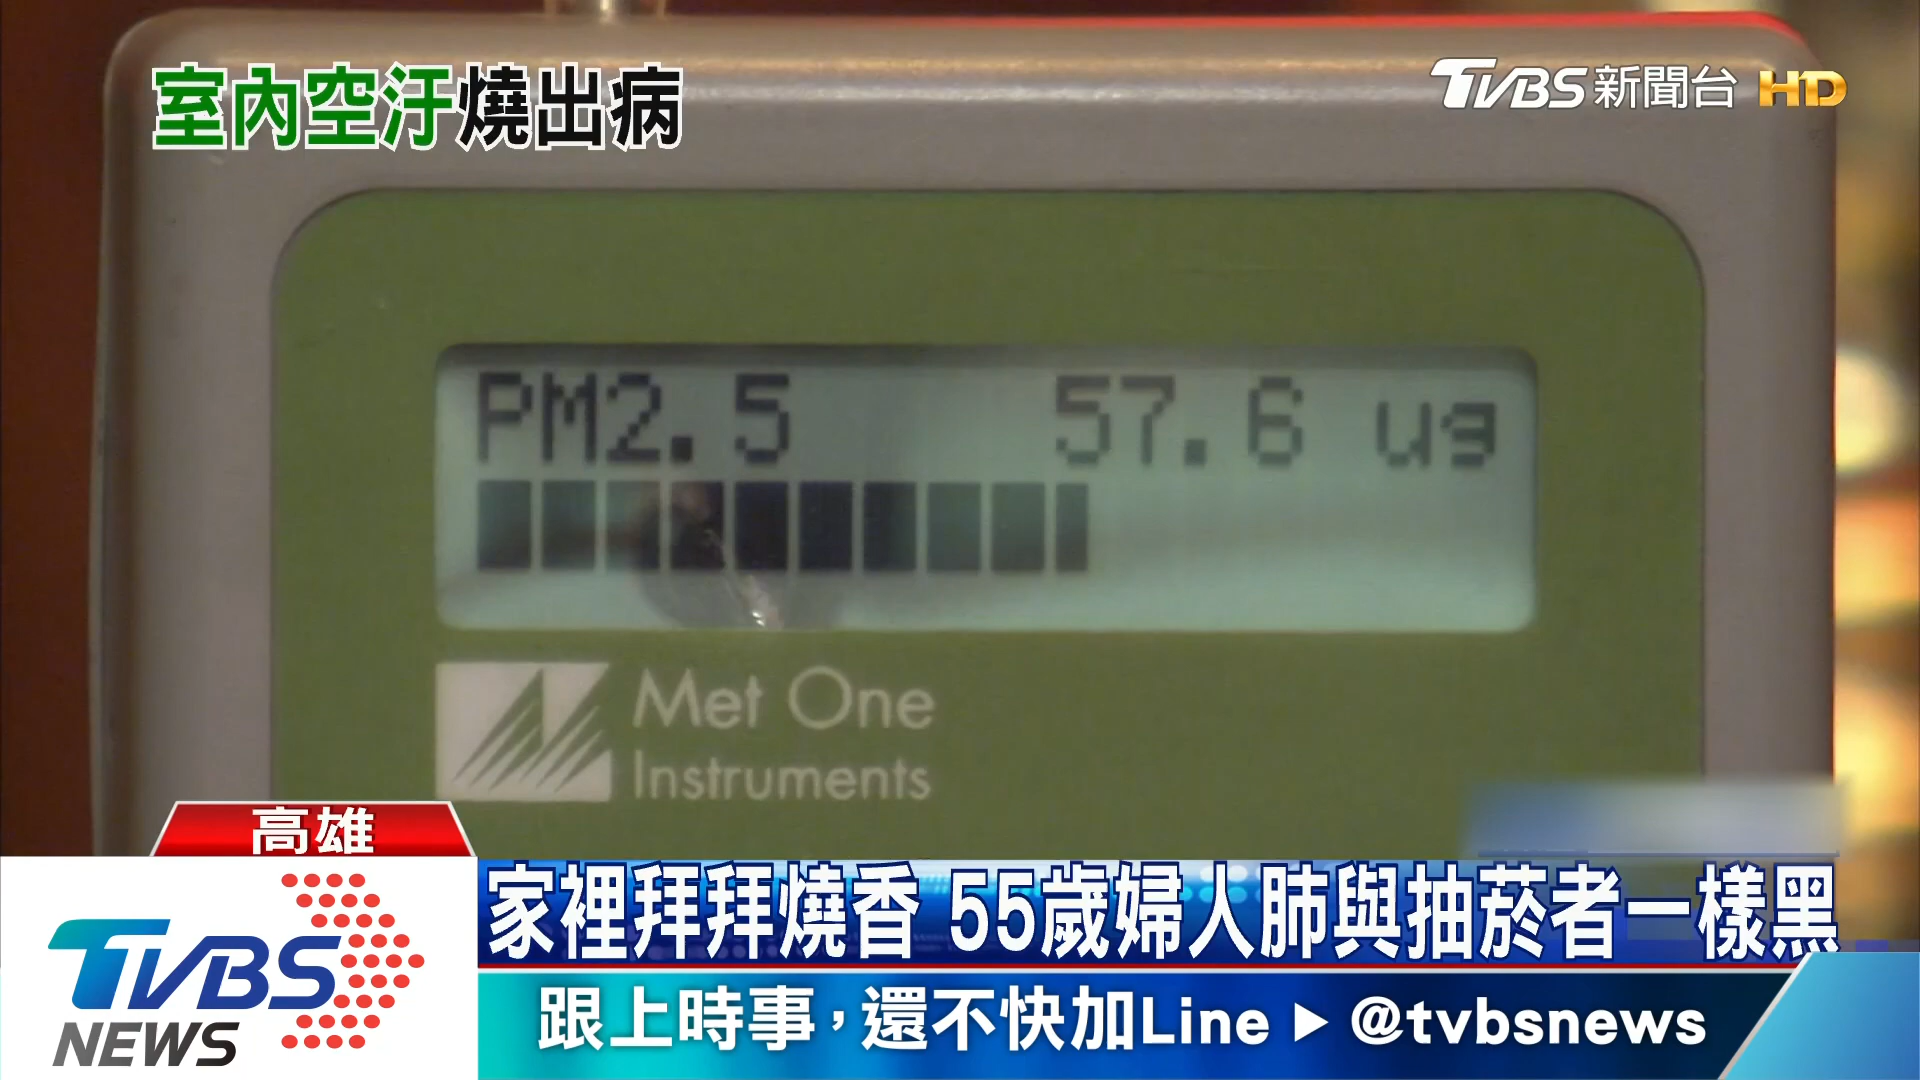 室內空汙燒出病
TVBS新聞台 HD
PM2.5 57.6 ug
Met One
Instruments
高雄
家裡拜拜燒香 55歲婦人肺與抽菸者一樣黑
TVBS
NEWS
跟上時事,還不快加Line ▶ @tvbsnews